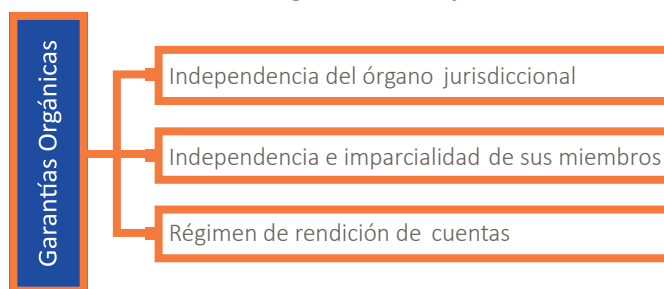 Garantías Orgánicas
Independencia del órgano jurisdiccional
Independencia e imparcialidad de sus miembros
Régimen de rendición de cuentas